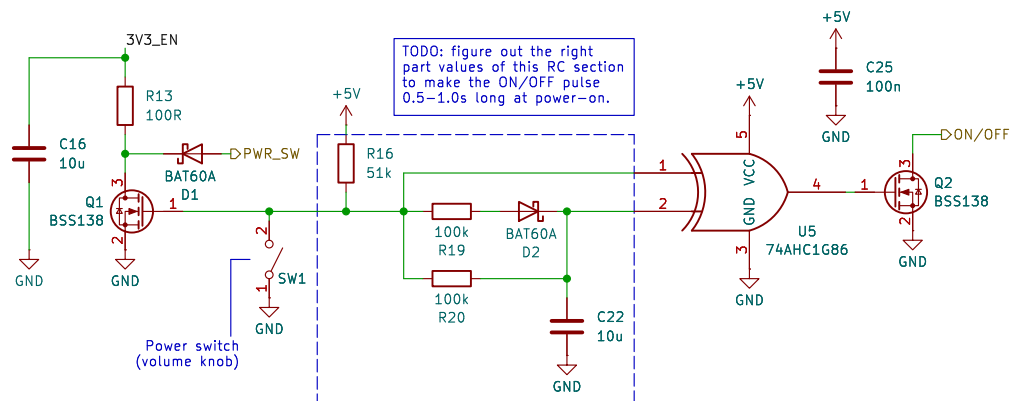 3V3_EN
R13
100R
C16
10u
PWR_SW
BAT60A
D1
Q1
BSS138
3
1
2
GND
GND
2
1
SW1
GND
Power switch
(volume knob)
+5V
R16
51k
TODO: figure out the right
part values of this RC section
to make the ON/OFF pulse
0.5-1.0s long at power-on.
100k
R19
BAT60A
D2
100k
R20
C22
10u
GND
1
2
+5V
5
VCC
GND
3
4
U5
74AHC1G86
GND
+5V
C25
100n
GND
ON/OFF
3
1
2
Q2
BSS138
GND